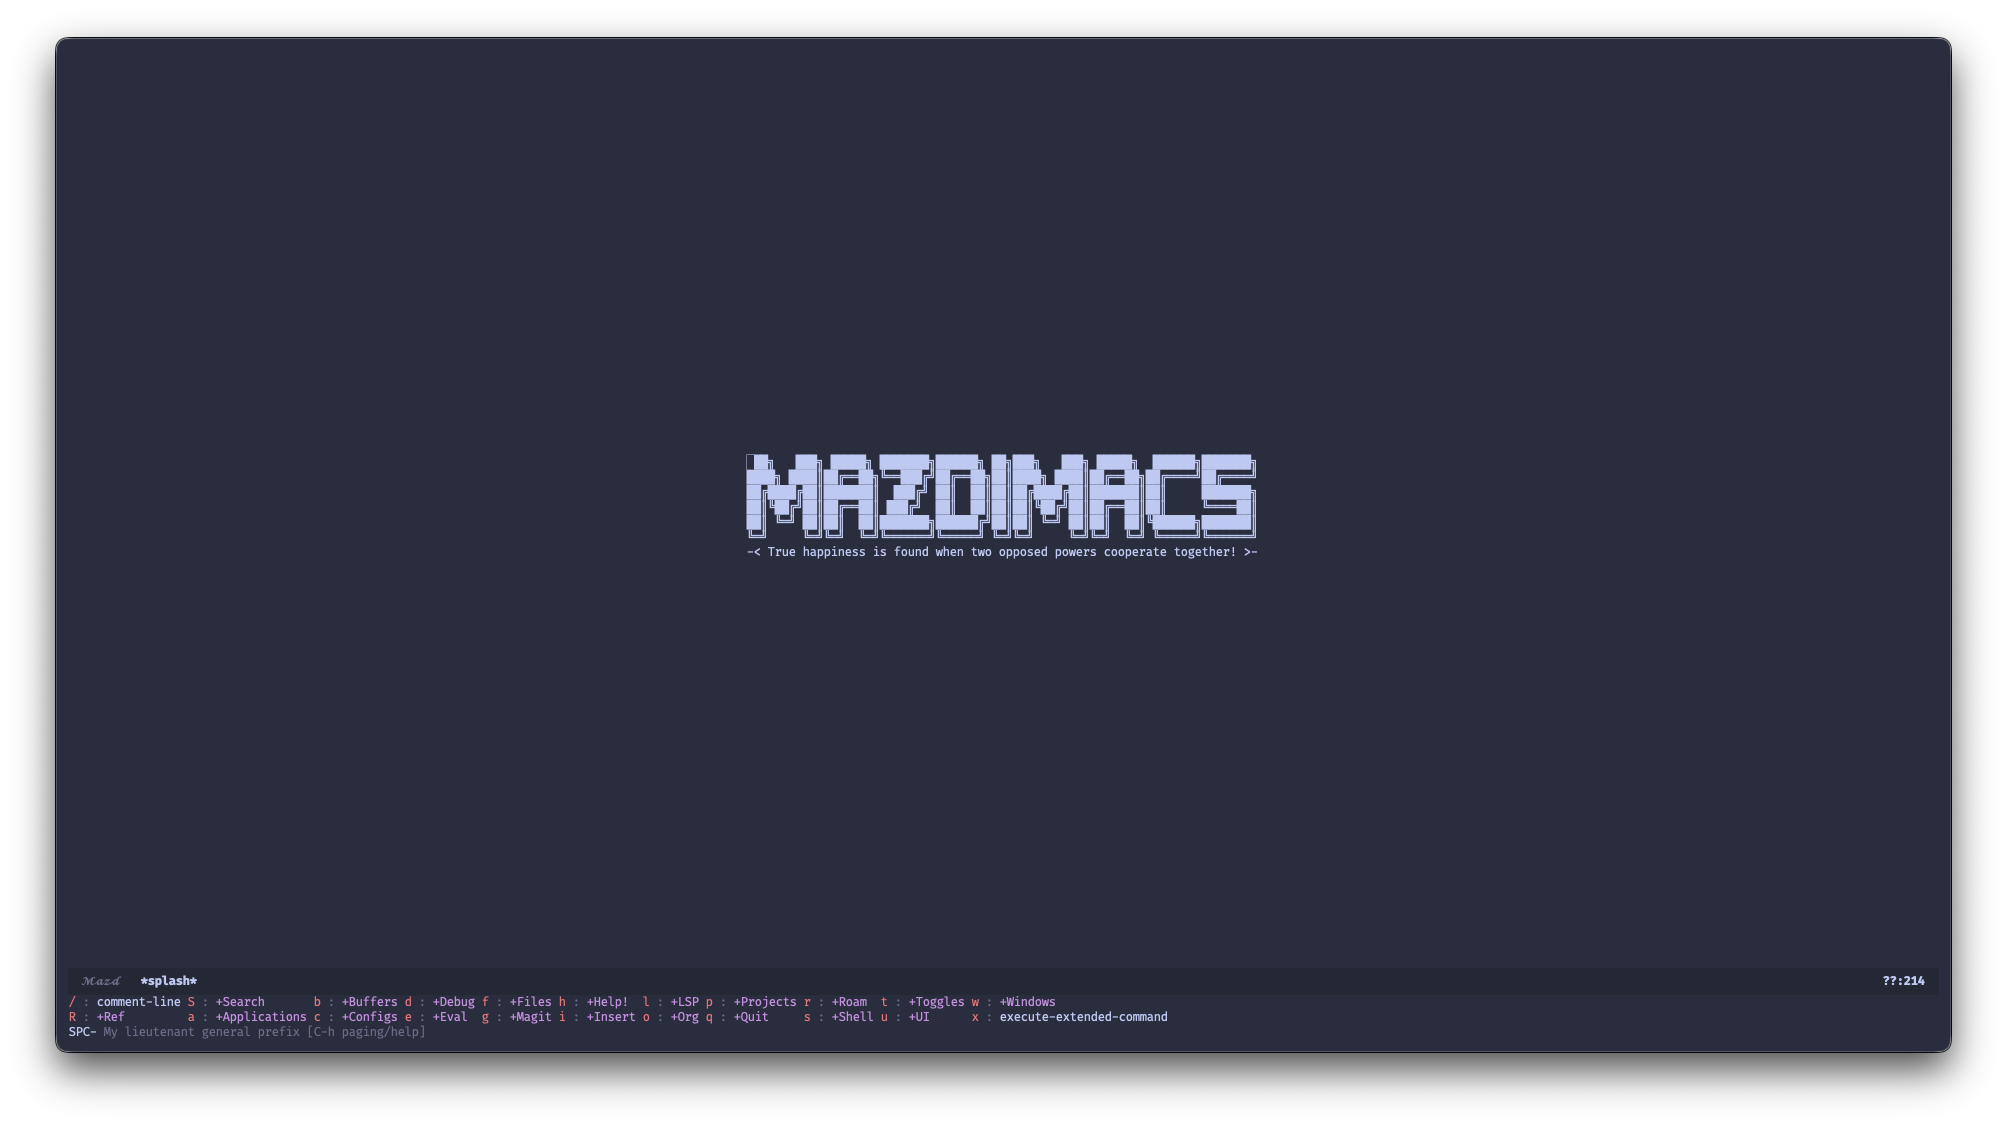 MAZDIMACS
-< True happiness is found when two opposed powers cooperate together! >-
Mazd *splash* ??:214
/ : comment-line S : +Search b : +Buffers d : +Debug f : +Files h : +Help! l : +LSP p : +Projects r : +Roam t : +Toggles w : +Windows
R : +Ref a : +Applications c : +Configs e : +Eval g : +Magit i : +Insert o : +Org q : +Quit s : +Shell u : +UI x : execute-extended-command
SPC- My lieutenant general prefix [C-h paging/help]